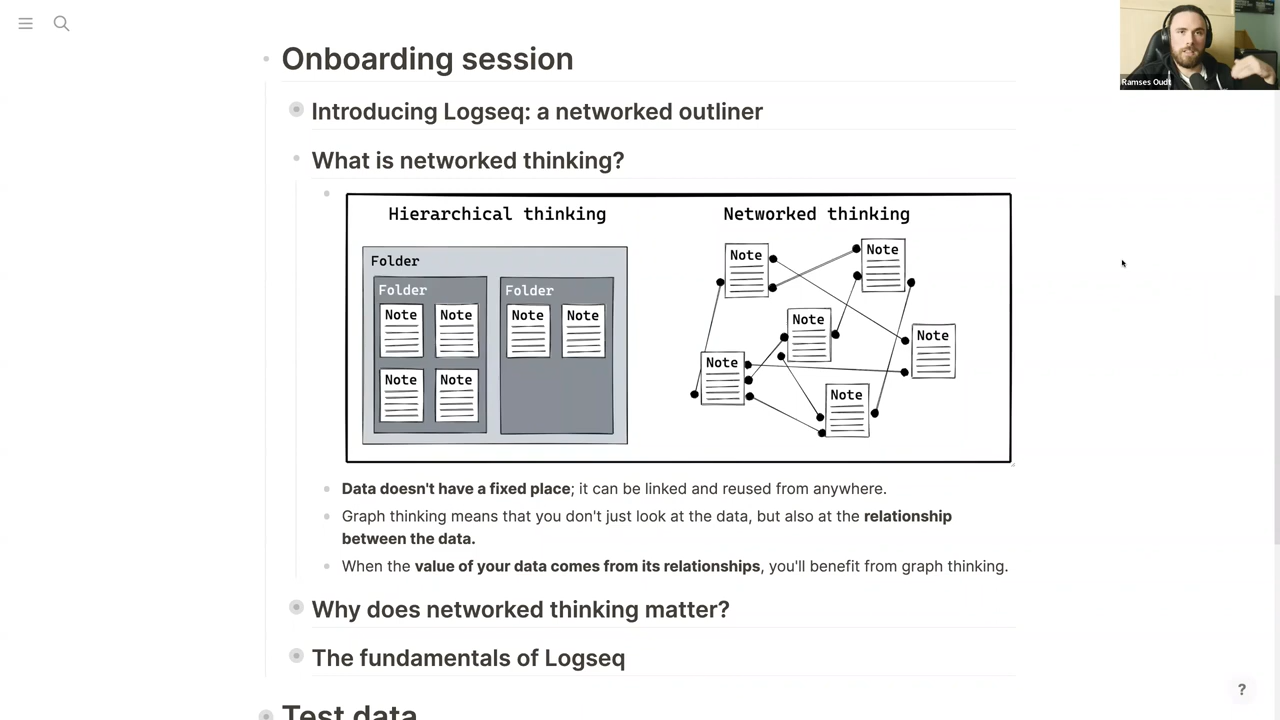 Onboarding session
Ramses Oudt
Introducing Logseq: a networked outliner
What is networked thinking?
Hierarchical thinking
Networked thinking
Folder
Folder
Folder
Note
Note
Note
Note
Note
Note
Note
Note
Note
Note
Note
Note
Data doesn't have a fixed place; it can be linked and reused from anywhere.
Graph thinking means that you don't just look at the data, but also at the relationship
between the data.
When the value of your data comes from its relationships, you'll benefit from graph thinking.
Why does networked thinking matter?
The fundamentals of Logseq
Test data
?